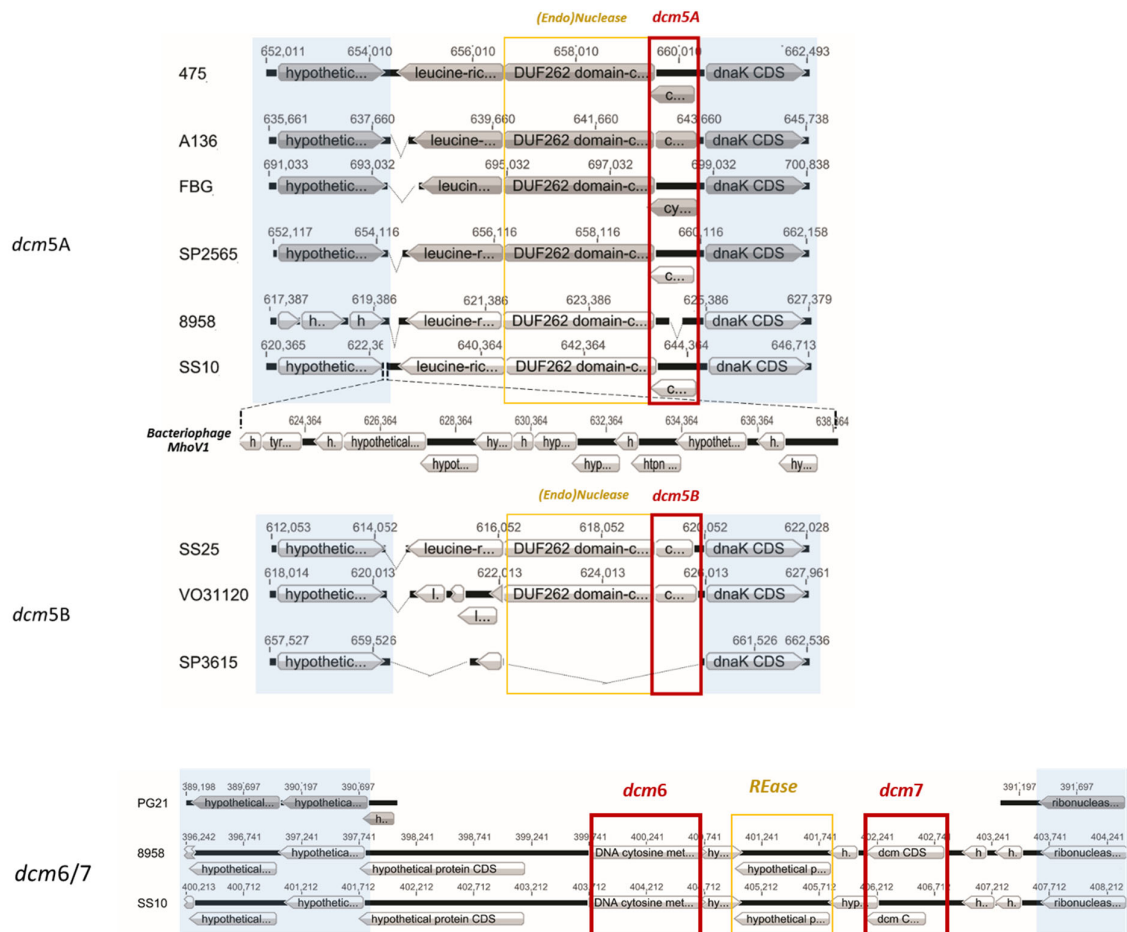 (Endo)Nuclease dcm5A
652,011 654,010 656,010 658,010 660,010 662,493
475 hypothetic... leucine-ric... DUF262 domain-c... dnaK CDS
c...
635,661 637,660 639,660 641,660 643,660 645,738
A136 hypothetic... leucine-... DUF262 domain-c... c... dnaK CDS
691,033 693,032 695,032 697,032 699,032 700,838
FBG hypothetic... leucin... DUF262 domain-c... dnaK CDS
cy...
dcm5A
652,117 654,116 656,116 658,116 660,116 662,158
SP2565 hypothetic... leucine-r... DUF262 domain-c... dnaK CDS
c...
617,387 619,386 621,386 623,386 625,386 627,379
8958 h.. h leucine-r... DUF262 domain-c... dnaK CDS
620,365 622,36 640,364 642,364 644,364 646,713
SS10 hypothetic... leucine-ric... DUF262 domain-c... dnaK CDS
c...
624,364 626,364 628,364 630,364 632,364 634,364 636,364 638,364
Bacteriophage
MhoV1
h tyr... h. hypothetical... hy... h hyp... h hypothet... h.
hypot... hyp... htpn ... hy...
(Endo)Nuclease dcm5B
612,053 614,052 616,052 618,052 620,052 622,028
SS25 hypothetic... leucine-r... DUF262 domain-c... c... dnaK CDS
618,014 620,013 622,013 624,013 626,013 627,961
VO31120 hypothetic... l. DUF262 domain-c... c... dnaK CDS
l...
dcm5B
657,527 659,526 661,526 662,536
SP3615 hypothetic... dnaK CDS
dcm6 REase dcm7
389,198 389,697 390,197 390,697 391,197 391,697
PG21 hypothetical... hypothetica... ribonucleas...
h..
396,242 396,741 397,241 397,741 398,241 398,741 399,241 399,741 400,241 400,741 401,241 401,741 402,241 402,741 403,241 403,741 404,241
8958 hypothetica... DNA cytosine met... hy... h. dcm CDS h.. h.. ribonucleas...
hypothetical... hypothetical protein CDS hypothetical p...
dcm6/7
400,213 400,712 401,212 401,712 402,212 402,712 403,212 403,712 404,212 404,712 405,212 405,712 406,212 406,712 407,212 407,712 408,212
SS10 hypothetic... DNA cytosine met... hy... hyp... h.. h... ribonucleas...
hypothetical... hypothetical protein CDS hypothetical p... dcm C...